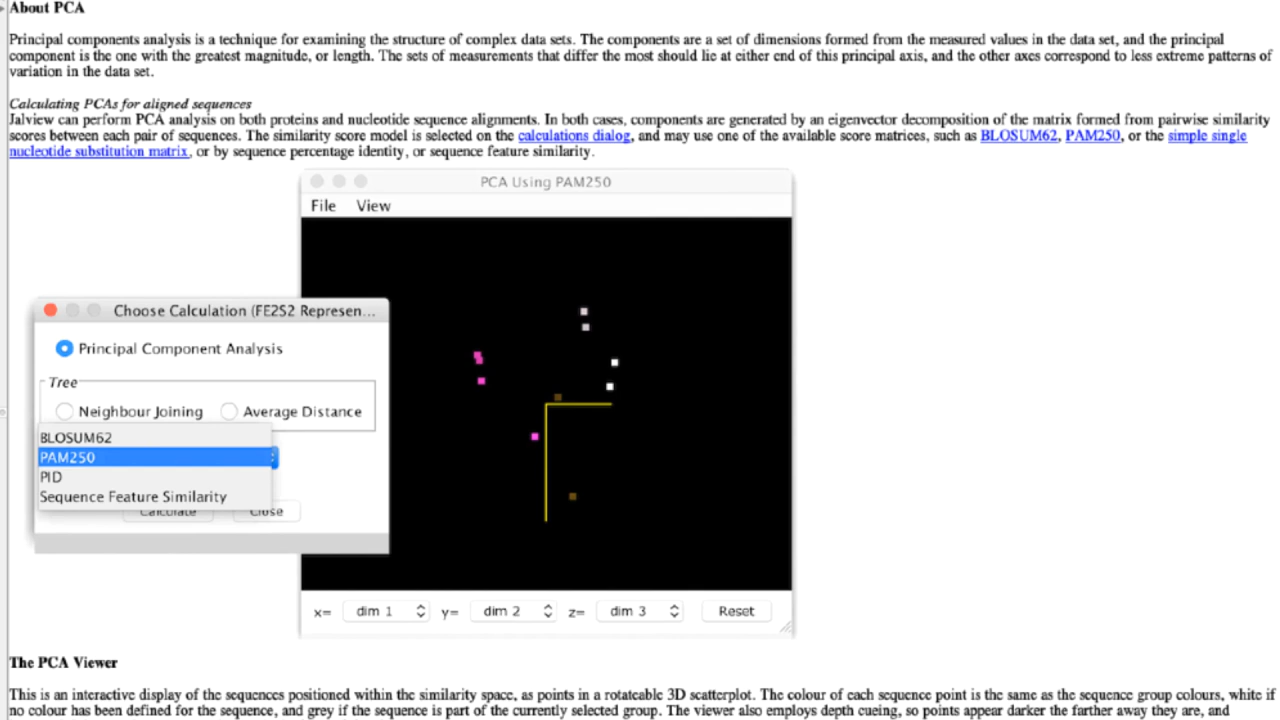 About PCA
Principal components analysis is a technique for examining the structure of complex data sets. The components are a set of dimensions formed from the measured values in the data set, and the principal
component is the one with the greatest magnitude, or length. The sets of measurements that differ the most should lie at either end of this principal axis, and the other axes correspond to less extreme patterns of
variation in the data set.
Calculating PCAs for aligned sequences
Jalview can perform PCA analysis on both proteins and nucleotide sequence alignments. In both cases, components are generated by an eigenvector decomposition of the matrix formed from pairwise similarity
scores between each pair of sequences. The similarity score model is selected on the calculations dialog, and may use one of the available score matrices, such as BLOSUM62, PAM250, or the simple single
nucleotide substitution matrix, or by sequence percentage identity, or sequence feature similarity.
PCA Using PAM250
File View
Choose Calculation (FE2S2 Represen...
Principal Component Analysis
Tree
Neighbour Joining Average Distance
BLOSUM62
PAM250
PID
Sequence Feature Similarity
Calculate Close
x= dim 1 y= dim 2 z= dim 3 Reset
The PCA Viewer
This is an interactive display of the sequences positioned within the similarity space, as points in a rotateable 3D scatterplot. The colour of each sequence point is the same as the sequence group colours, white if
no colour has been defined for the sequence, and grey if the sequence is part of the currently selected group. The viewer also employs depth cueing, so points appear darker the farther away they are, and